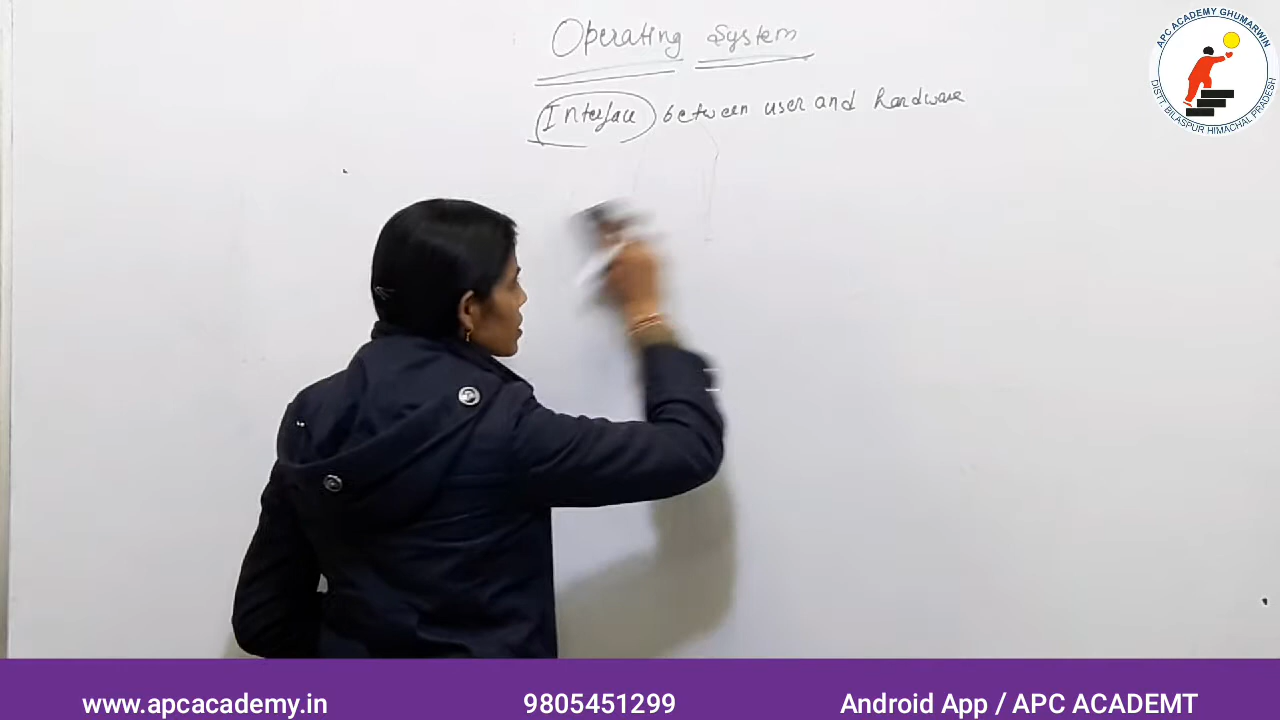 Operating System
Interface between user and hardware
APC ACADEMY GHUMARWIN
DISTT. BILASPUR HIMACHAL PRADESH
www.apcacademy.in
9805451299
Android App / APC ACADEMT